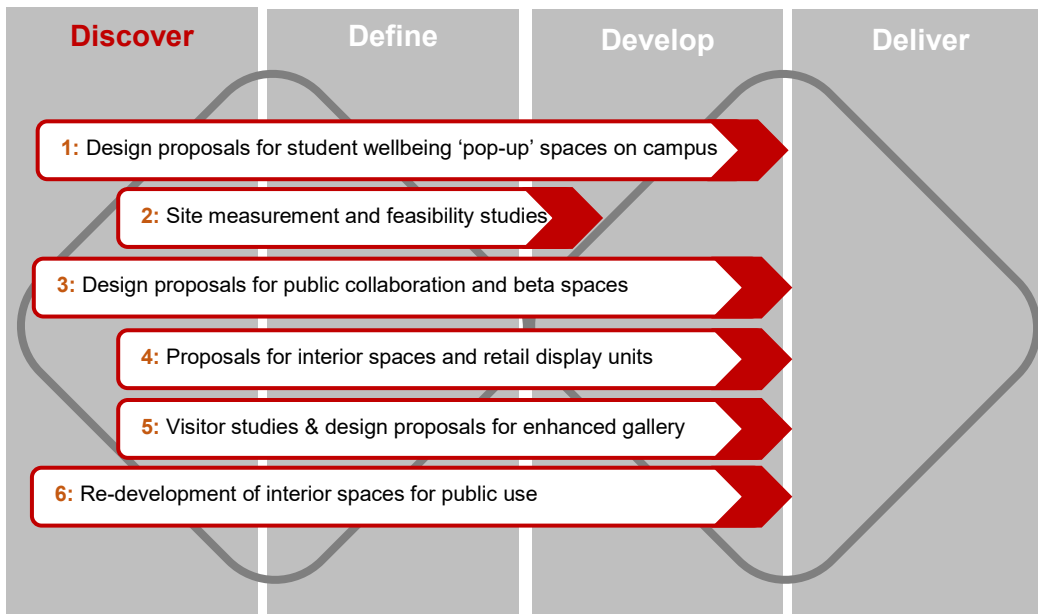 Discover Define Develop Deliver
1: Design proposals for student wellbeing ‘pop-up’ spaces on campus
2: Site measurement and feasibility studies
3: Design proposals for public collaboration and beta spaces
4: Proposals for interior spaces and retail display units
5: Visitor studies & design proposals for enhanced gallery
6: Re-development of interior spaces for public use